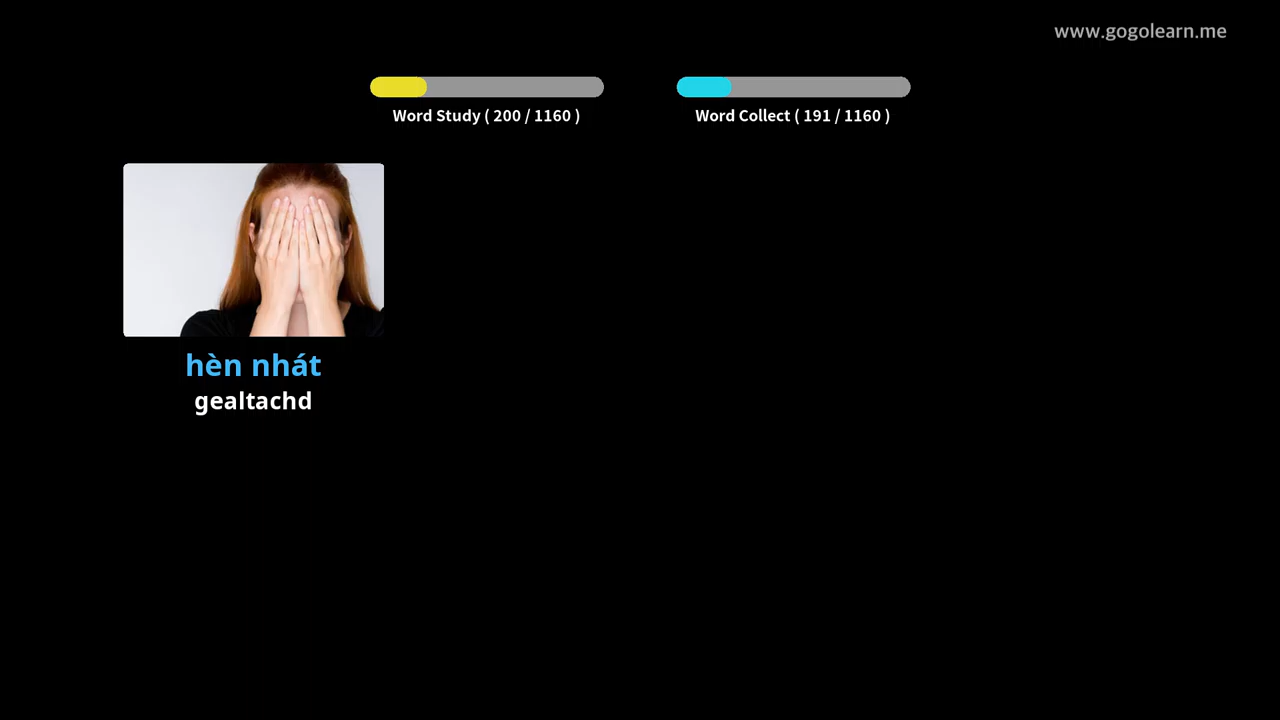 www.gogolearn.me
Word Study ( 200 / 1160 )
Word Collect ( 191 / 1160 )
hèn nhát
gealtachd